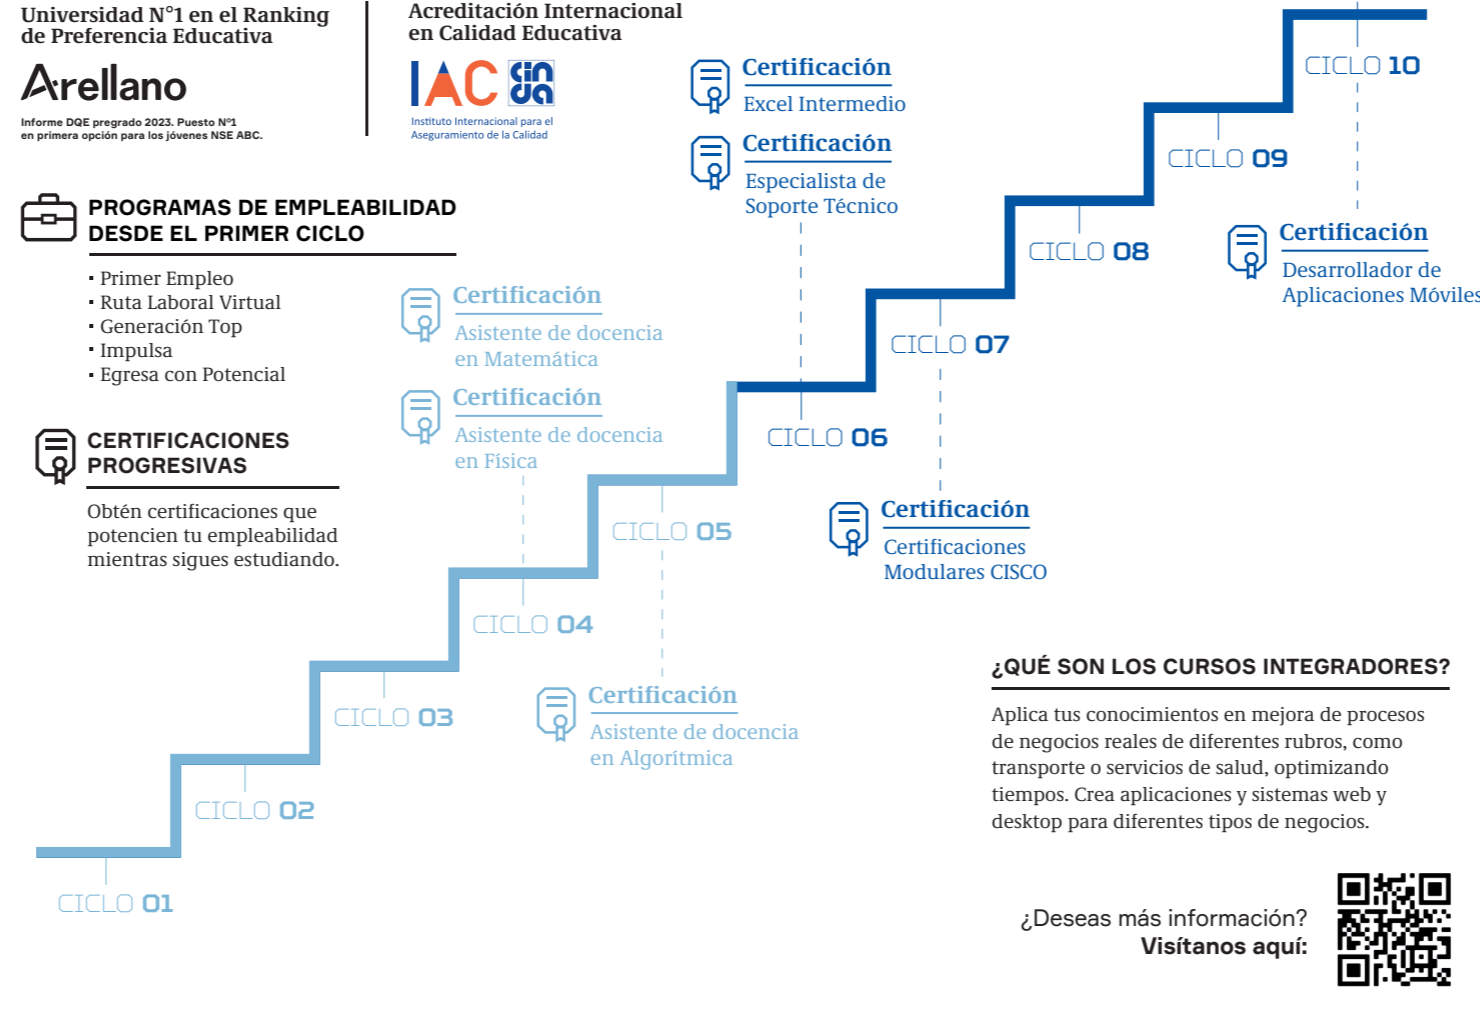 Universidad N°1 en el Ranking
de Preferencia Educativa
Arellano
Informe DQE pregrado 2023. Puesto N°1
en primera opción para los jóvenes NSE ABC.
Acreditación Internacional
en Calidad Educativa
IAC cinda
Instituto Internacional para el
Aseguramiento de la Calidad
PROGRAMAS DE EMPLEABILIDAD
DESDE EL PRIMER CICLO
▪ Primer Empleo
▪ Ruta Laboral Virtual
▪ Generación Top
▪ Impulsa
▪ Egresa con Potencial
CERTIFICACIONES
PROGRESIVAS
Obtén certificaciones que
potencien tu empleabilidad
mientras sigues estudiando.
CICLO 01
CICLO 02
CICLO 03
Certificación
Asistente de docencia
en Matemática
Certificación
Asistente de docencia
en Física
CICLO 04
CICLO 05
Certificación
Asistente de docencia
en Algorítmica
Certificación
Excel Intermedio
Certificación
Especialista de
Soporte Técnico
CICLO 06
CICLO 07
Certificación
Certificaciones
Modulares CISCO
CICLO 08
CICLO 09
CICLO 10
Certificación
Desarrollador de
Aplicaciones Móviles
¿QUÉ SON LOS CURSOS INTEGRADORES?
Aplica tus conocimientos en mejora de procesos
de negocios reales de diferentes rubros, como
transporte o servicios de salud, optimizando
tiempos. Crea aplicaciones y sistemas web y
desktop para diferentes tipos de negocios.
¿Deseas más información?
Visítanos aquí: